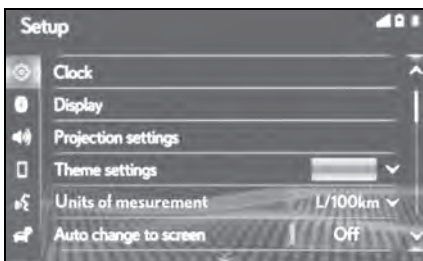 Setup
Clock
Display
Projection settings
Theme settings
Units of mesurement L/100km
Auto change to screen Off